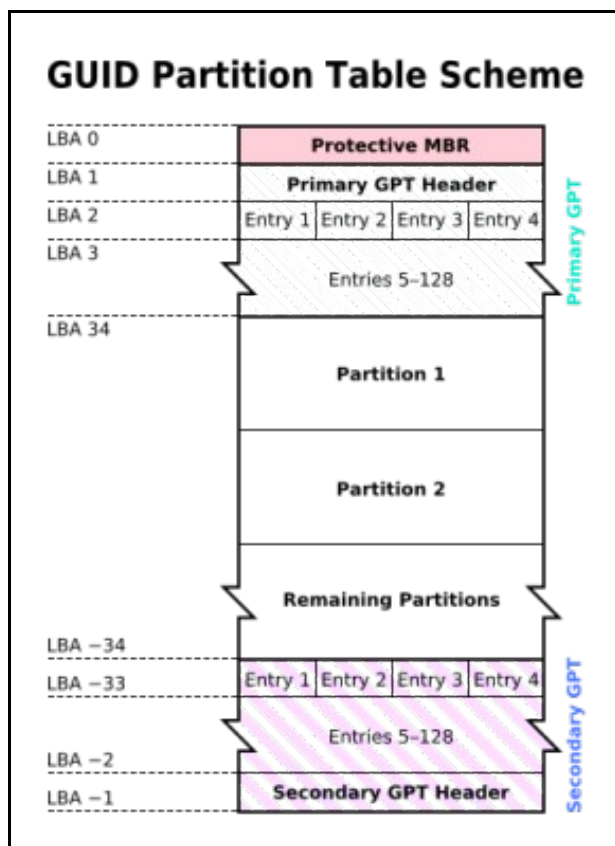 GUID Partition Table Scheme
LBA 0
Protective MBR
LBA 1
Primary GPT Header
LBA 2
Entry 1 Entry 2 Entry 3 Entry 4
LBA 3
Entries 5–128
Primary GPT
LBA 34
Partition 1
Partition 2
Remaining Partitions
LBA −34
LBA −33
Entry 1 Entry 2 Entry 3 Entry 4
Entries 5–128
LBA −2
Secondary GPT Header
LBA −1
Secondary GPT